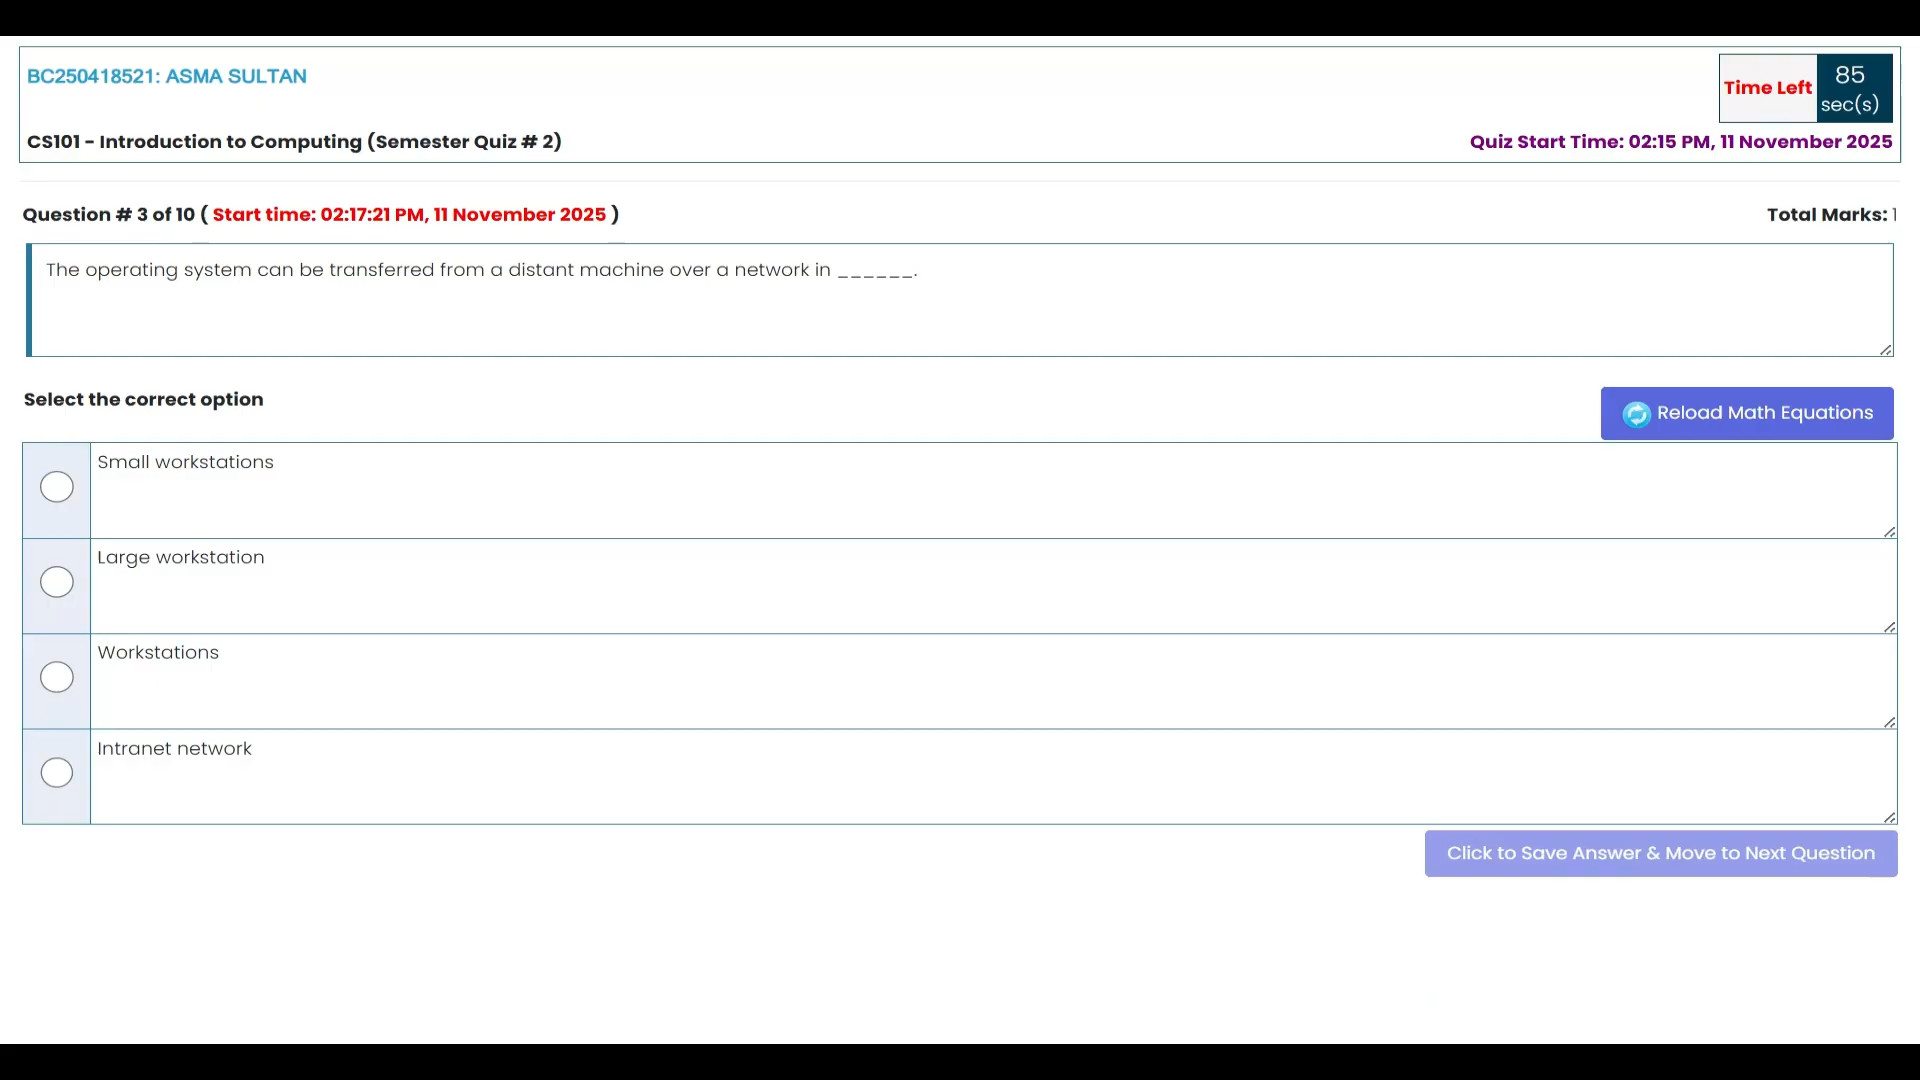 BC250418521: ASMA SULTAN
Time Left
85
sec(s)
CS101 - Introduction to Computing (Semester Quiz # 2)
Quiz Start Time: 02:15 PM, 11 November 2025
Question # 3 of 10 ( Start time: 02:17:21 PM, 11 November 2025 )
Total Marks: 1
The operating system can be transferred from a distant machine over a network in ______.
Select the correct option
Reload Math Equations
Small workstations
Large workstation
Workstations
Intranet network
Click to Save Answer & Move to Next Question